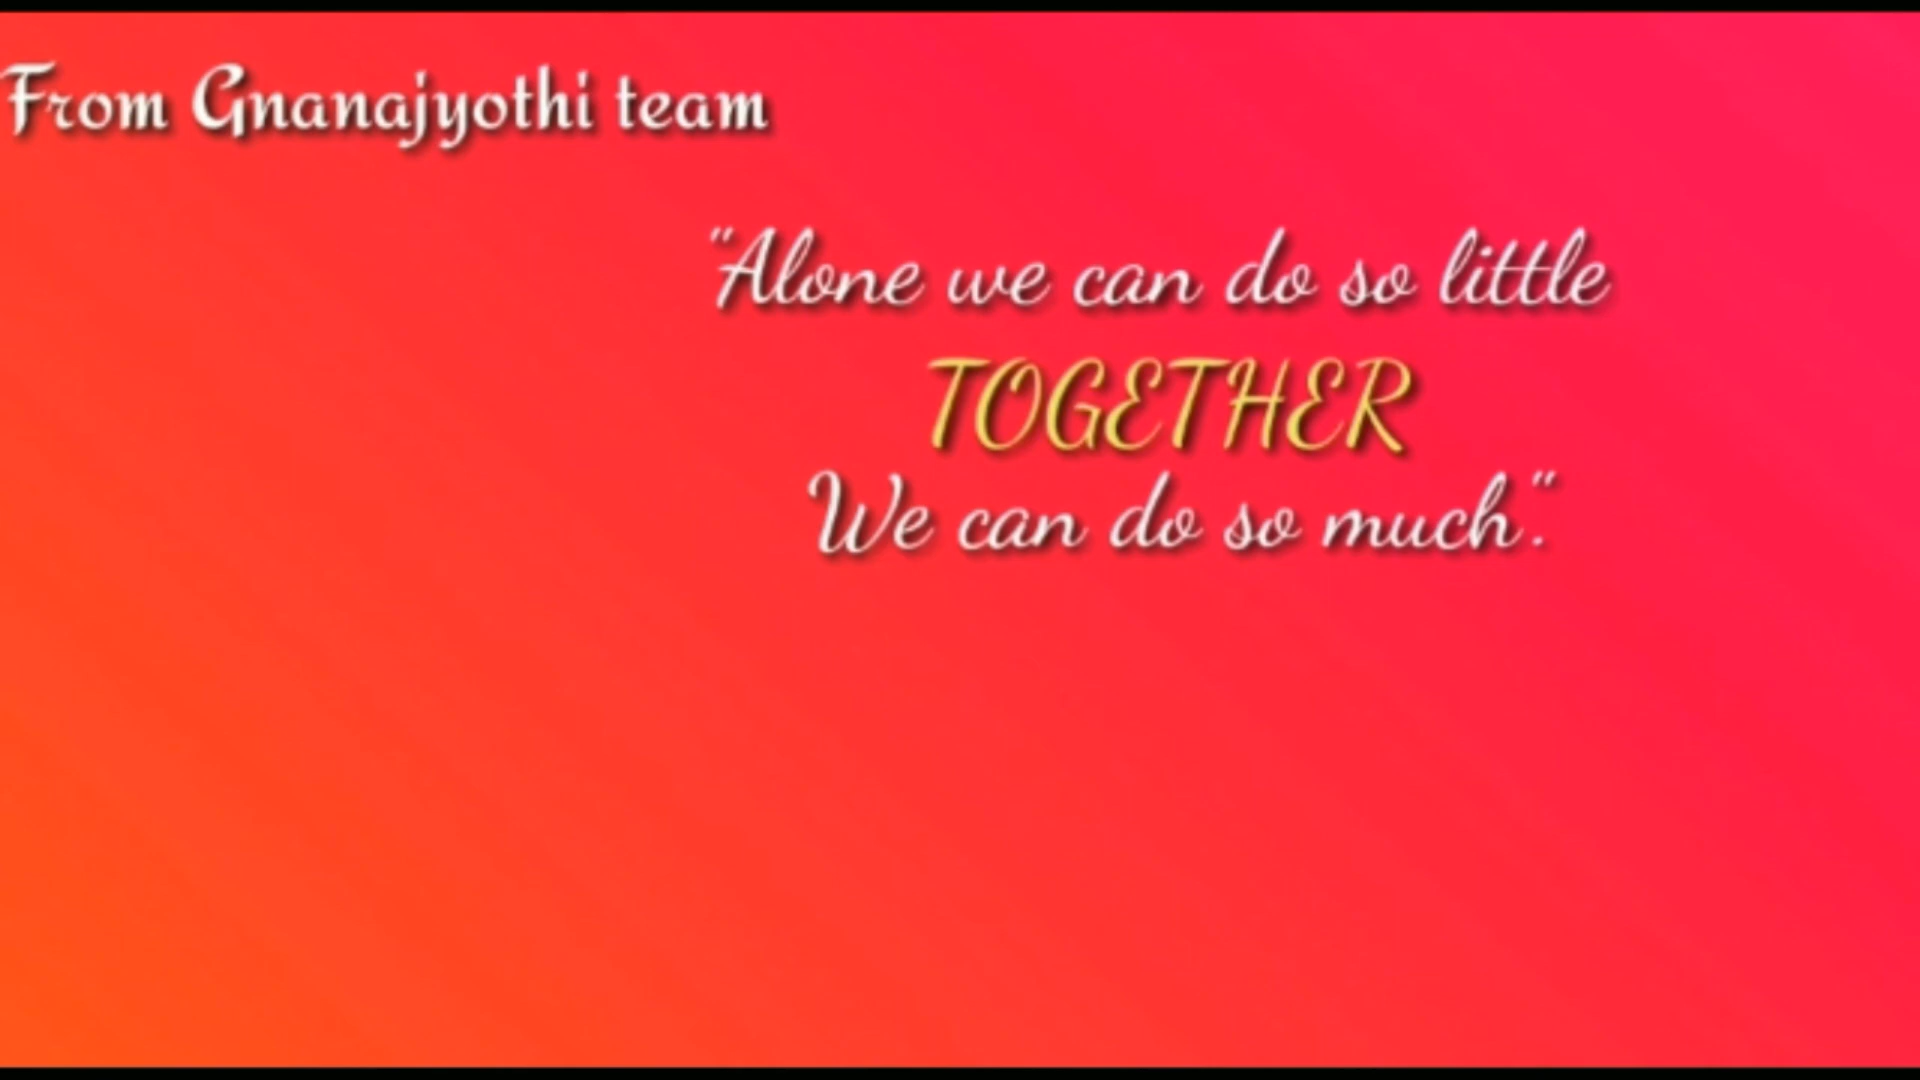 From Gnanajyothi team
"Alone we can do so little
TOGETHER
We can do so much."